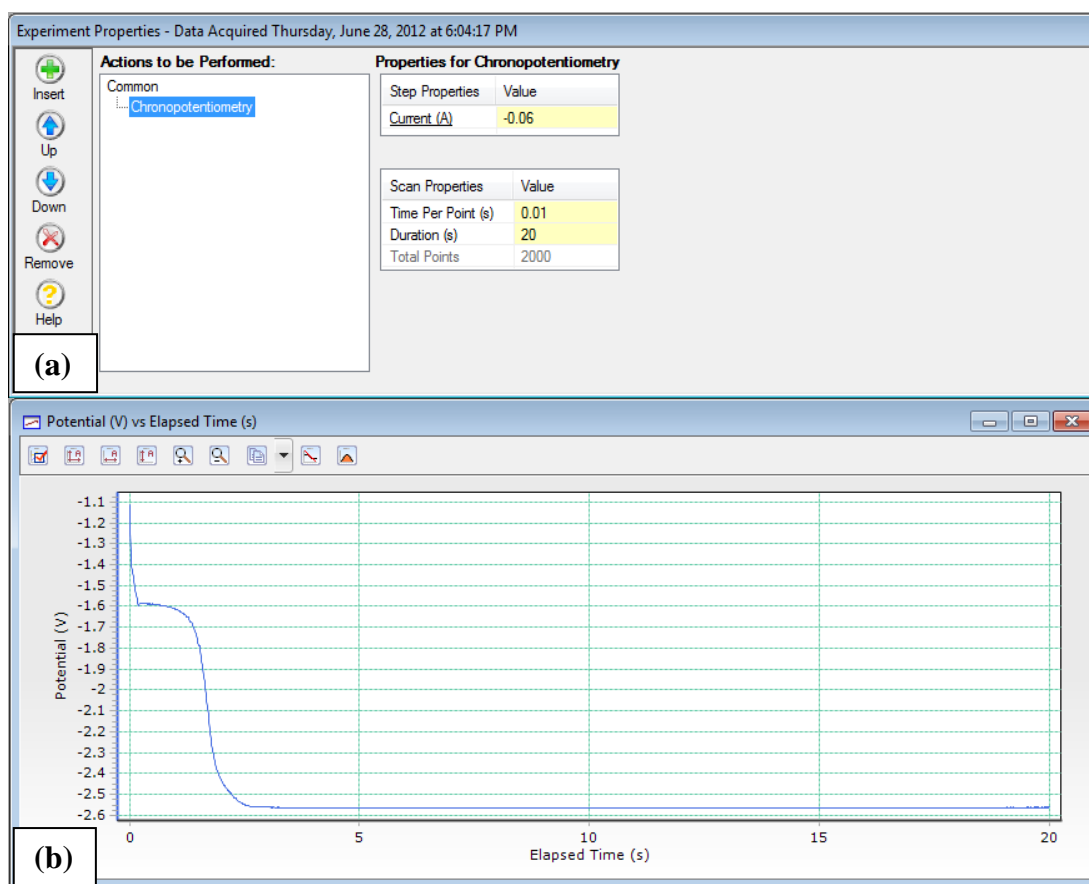 Experiment Properties - Data Acquired Thursday, June 28, 2012 at 6:04:17 PM
Insert
Up
Down
Remove
Help
Actions to be Performed:
Common
Chronopotentiometry
Properties for Chronopotentiometry
Step Properties Value
Current (A) -0.06
Scan Properties Value
Time Per Point (s) 0.01
Duration (s) 20
Total Points 2000
(a)
Potential (V) vs Elapsed Time (s)
Potential (V)
-1.1
-1.2
-1.3
-1.4
-1.5
-1.6
-1.7
-1.8
-1.9
-2
-2.1
-2.2
-2.3
-2.4
-2.5
-2.6
0 5 10 15 20
Elapsed Time (s)
(b)